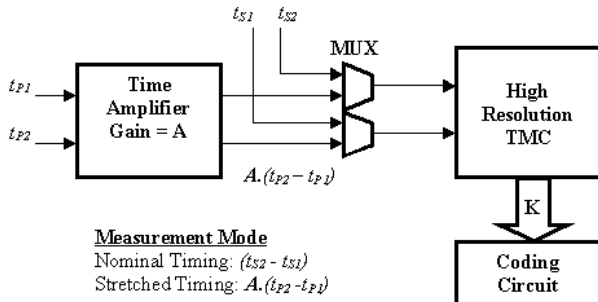 tS1
tS2
MUX
tP1
tP2
Time
Amplifier
Gain = A
High
Resolution
TMC
A.(tP2 – tP1)
K
Measurement Mode
Nominal Timing: (tS2 - tS1)
Stretched Timing: A.(tP2 -tP1)
Coding
Circuit